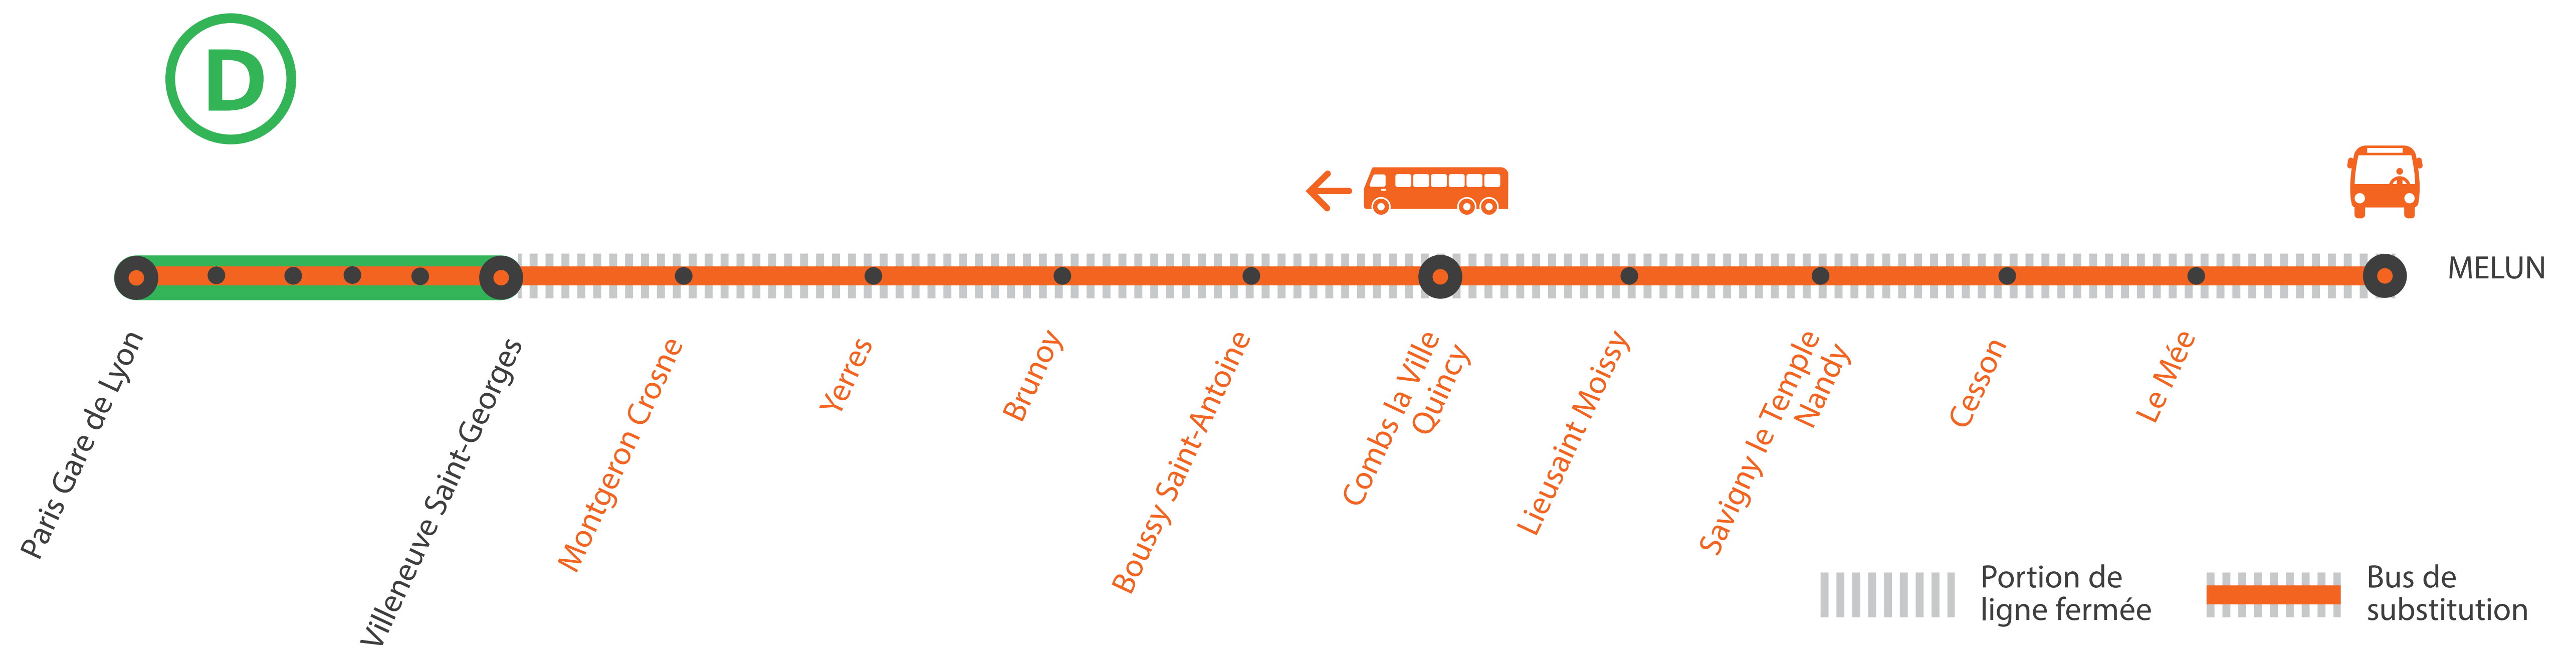 D
MELUN
Paris Gare de Lyon
Villeneuve Saint-Georges
Montgeron Crosne
Yerres
Brunoy
Boussy Saint-Antoine
Combs la Ville
Quincy
Lieusaint Moissy
Savigny le Temple
Nandy
Cesson
Le Mée
Portion de
ligne fermée
Bus de
substitution